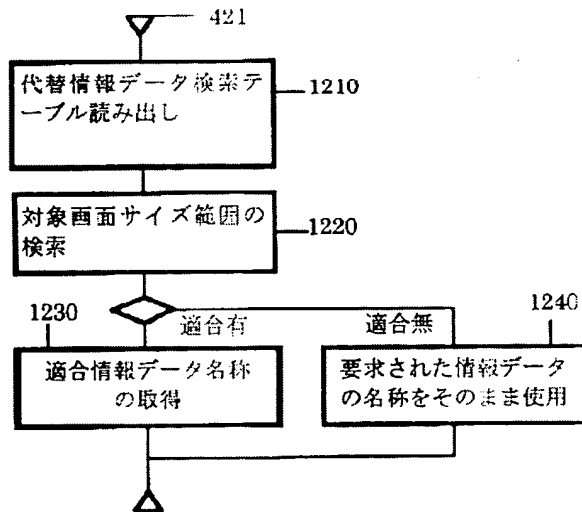 421
代替情報データ検索テ
ーブル読み出し
1210
対象画面サイズ範囲の
検索
1220
1230
適合有
適合無
1240
適合情報データ名称
の取得
要求された情報データ
の名称をそのまま使用